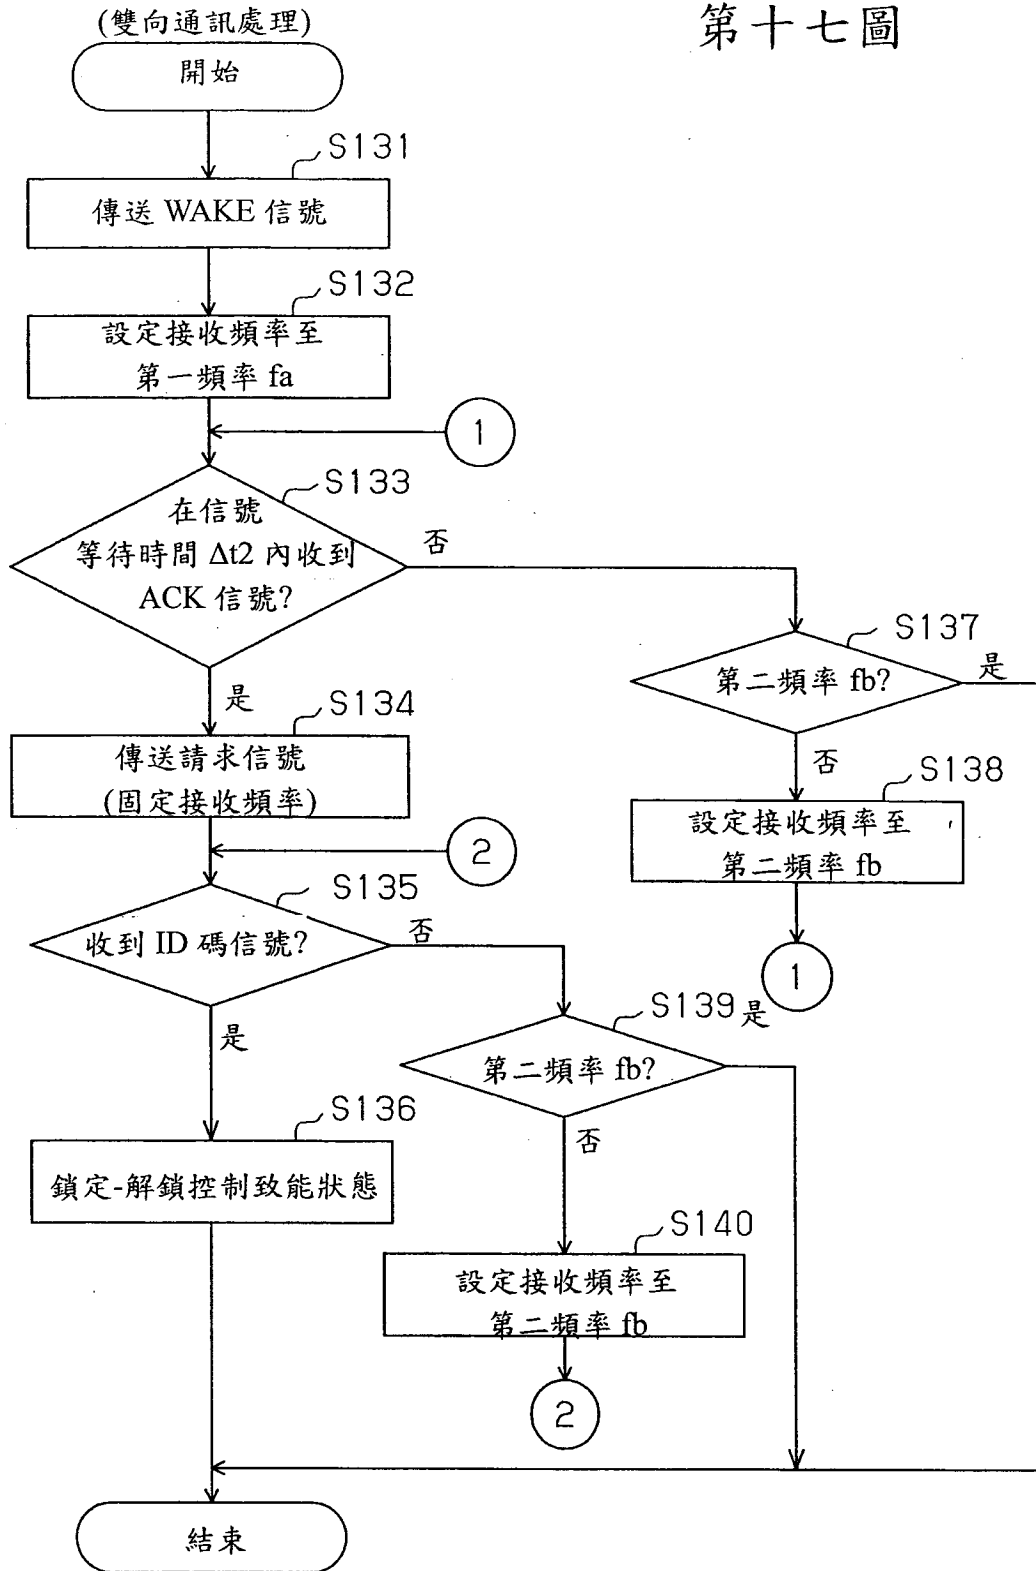 第十七圖
(雙向通訊處理)
開始
S131
傳送 WAKE 信號
S132
設定接收頻率至
第一頻率 fa
1
S133
在信號
等待時間 Δt2 內收到
ACK 信號?
否
是
S137
第二頻率 fb?
是
否
S138
設定接收頻率至
第二頻率 fb
1
S134
傳送請求信號
(固定接收頻率)
2
S135
收到 ID 碼信號?
否
是
S139
是
第二頻率 fb?
否
S136
鎖定-解鎖控制致能狀態
S140
設定接收頻率至
第二頻率 fb
2
結束